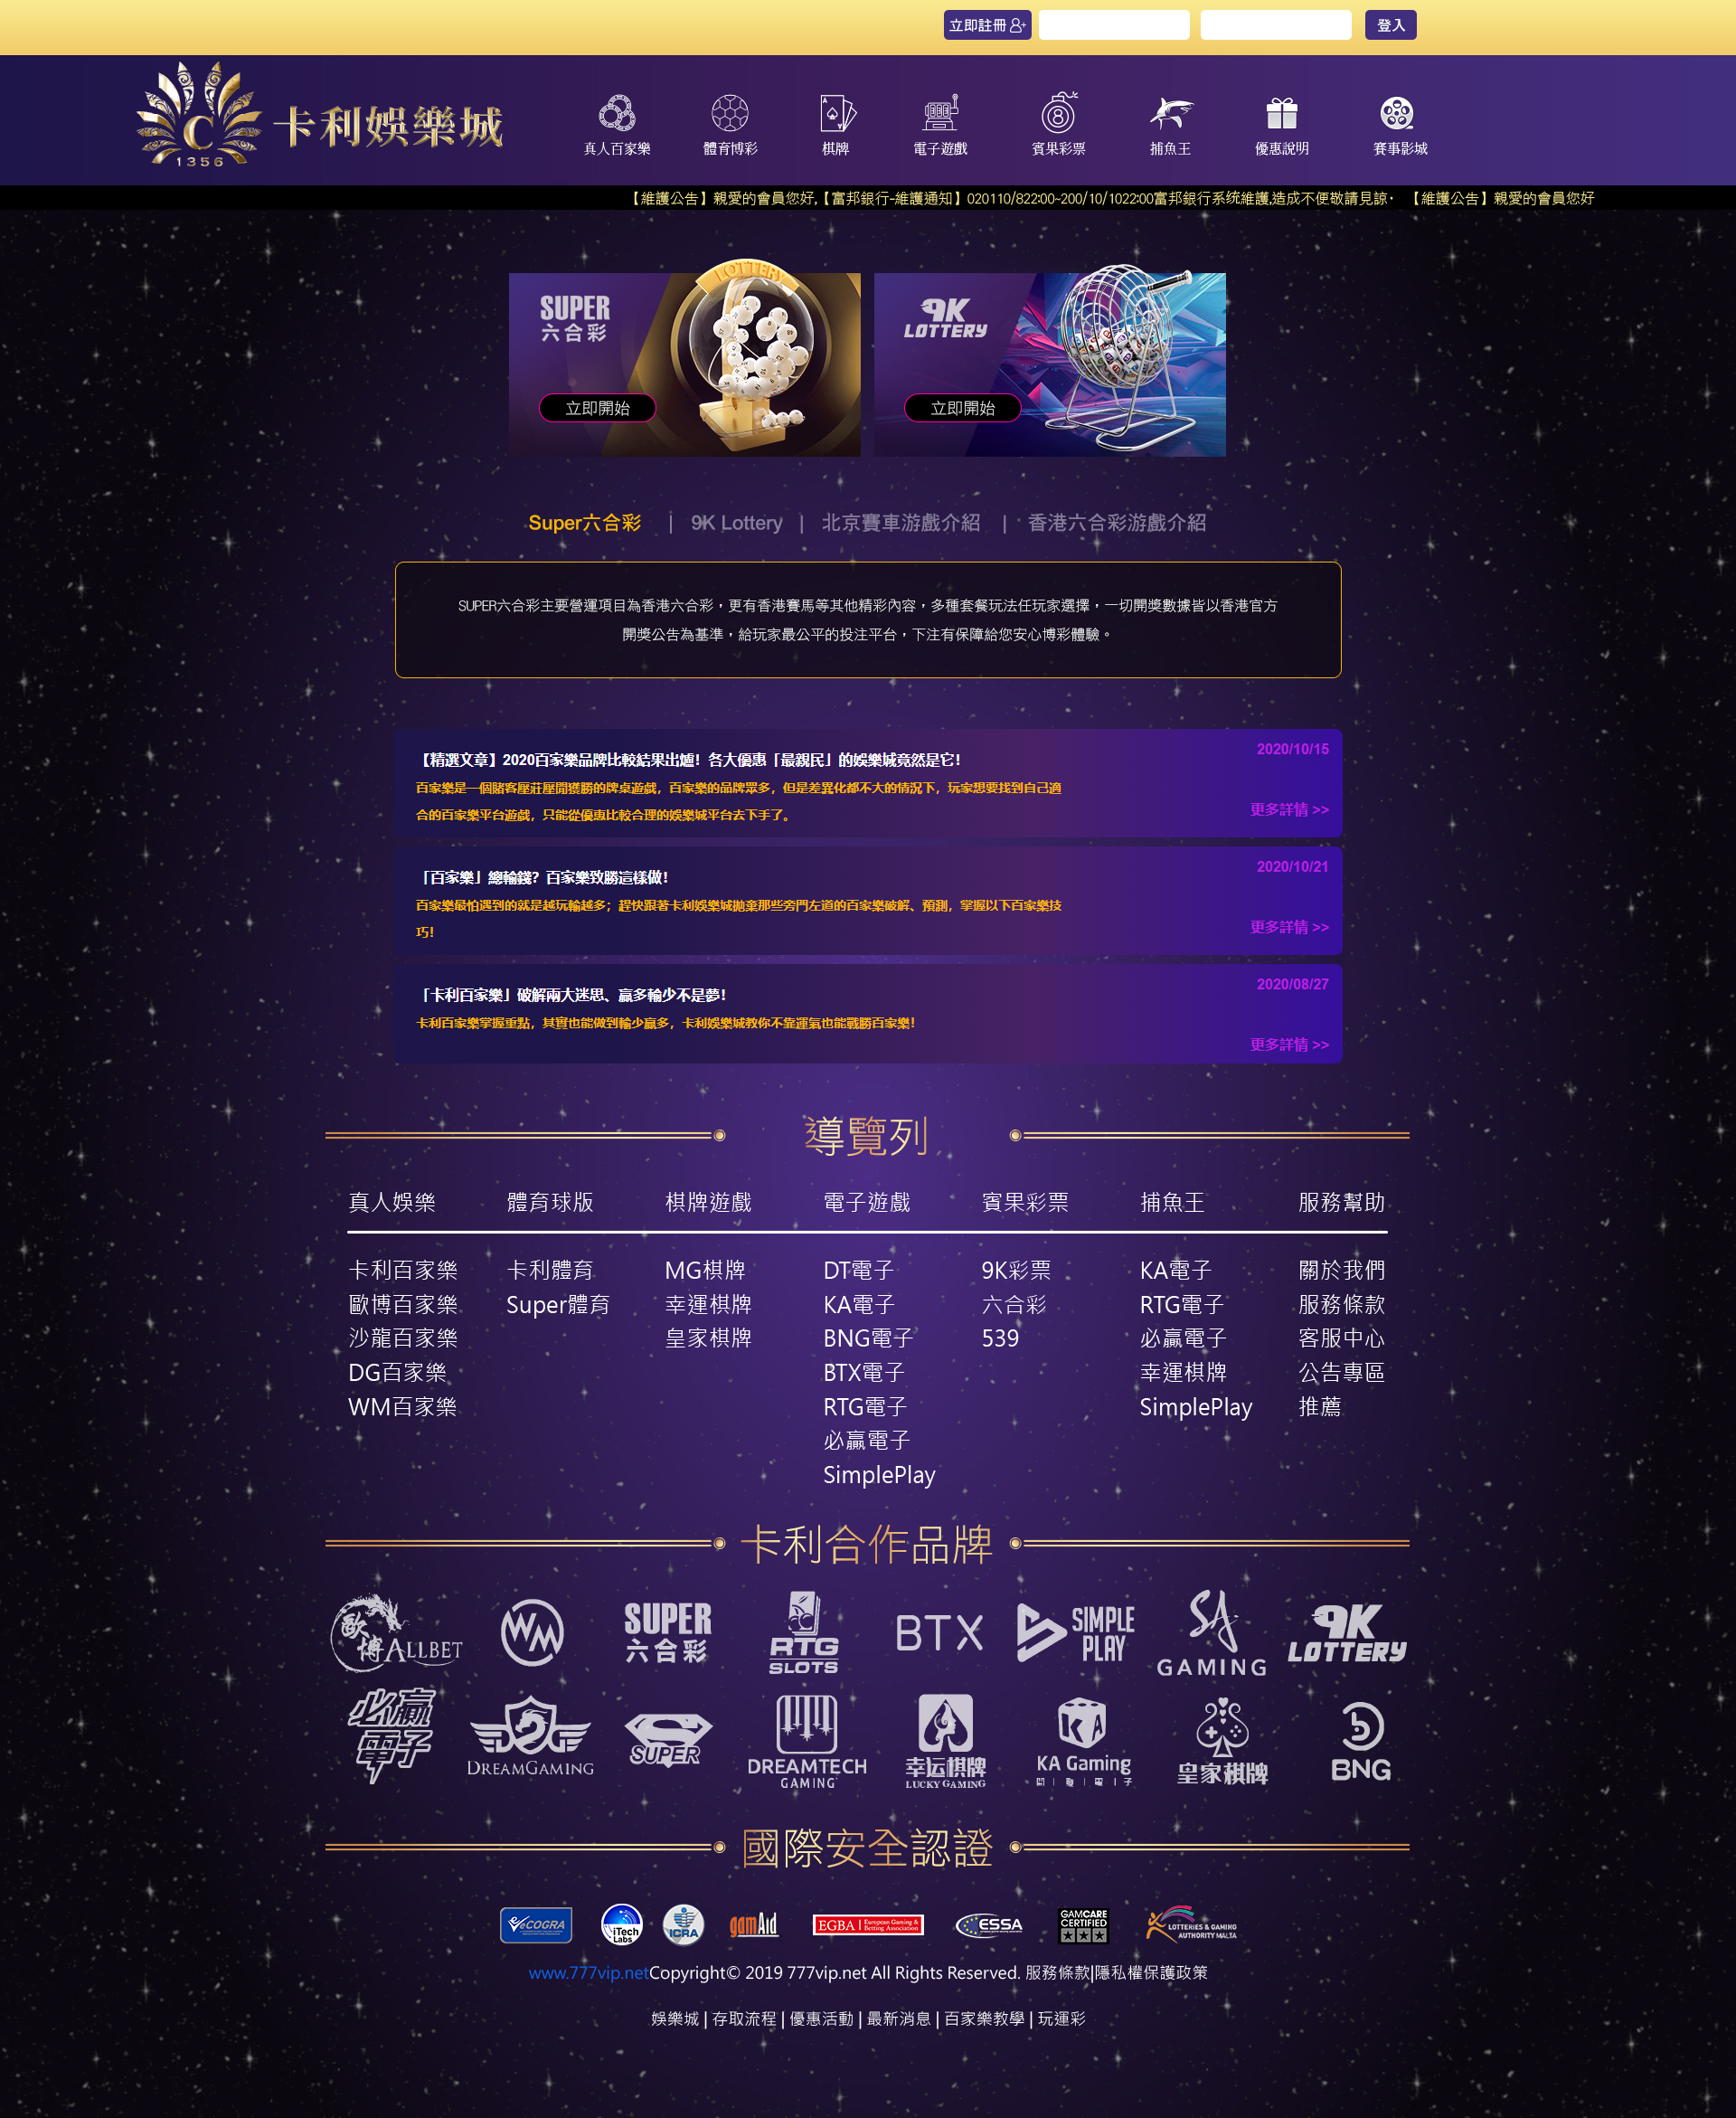 立即註冊
登入
C
1356
卡利娛樂城
真人百家樂
體育博彩
棋牌
電子遊戲
賓果彩票
捕魚王
優惠說明
賽事影城
【維護公告】親愛的會員您好,【富邦銀行-維護通知】020110/822:00~200/10/1022:00富邦銀行系統維護,造成不便敬請見諒· 【維護公告】親愛的會員您好
LOTTERY
SUPER
六合彩
立即開始
9K
LOTTERY
立即開始
Super六合彩 | 9K Lottery | 北京賽車游戲介紹 | 香港六合彩游戲介紹
SUPER六合彩主要營運項目為香港六合彩，更有香港賽馬等其他精彩內容，多種套餐玩法任玩家選擇，一切開獎數據皆以香港官方
開獎公告為基準，給玩家最公平的投注平台，下注有保障給您安心博彩體驗。
【精選文章】2020百家樂品牌比較結果出爐！各大優惠「最親民」的娛樂城竟然是它！
2020/10/15
百家樂是一個賭客壓莊壓閒獲勝的牌桌遊戲，百家樂的品牌眾多，但是差異化都不大的情況下，玩家想要找到自己適
合的百家樂平台遊戲，只能從優惠比較合理的娛樂城平台去下手了。
更多詳情 >>
「百家樂」總輸錢？百家樂致勝這樣做！
2020/10/21
百家樂最怕遇到的就是越玩輸越多；趕快跟著卡利娛樂城拋棄那些旁門左道的百家樂破解、預測，掌握以下百家樂技
巧！
更多詳情 >>
「卡利百家樂」破解兩大迷思、贏多輸少不是夢！
2020/08/27
卡利百家樂掌握重點，其實也能做到輸少贏多，卡利娛樂城教你不靠運氣也能戰勝百家樂！
更多詳情 >>
導覽列
真人娛樂 體育球版 棋牌遊戲 電子遊戲 賓果彩票 捕魚王 服務幫助
卡利百家樂 卡利體育 MG棋牌 DT電子 9K彩票 KA電子 關於我們
歐博百家樂 Super體育 幸運棋牌 KA電子 六合彩 RTG電子 服務條款
沙龍百家樂 皇家棋牌 BNG電子 539 必贏電子 客服中心
DG百家樂 BTX電子 幸運棋牌 公告專區
WM百家樂 RTG電子 SimplePlay 推薦
必贏電子
SimplePlay
卡利合作品牌
歐博 ALLBET
WM
SUPER
六合彩
RTG
SLOTS
BTX
SIMPLE
PLAY
SA
GAMING
9K
LOTTERY
必贏
電子
DREAMGAMING
S
SUPER
DREAMTECH
GAMING
幸运棋牌
LUCKY GAMING
KA
KA Gaming
皇家棋牌
b
BNG
國際安全認證
eCOGRA
iTech
Labs
ICRA
gamAid
EGBA European Gaming &
Betting Association
ESSA
GAMCARE
CERTIFIED
LOTTERIES & GAMING
AUTHORITY MALTA
www.777vip.netCopyright© 2019 777vip.net All Rights Reserved. 服務條款|隱私權保護政策
娛樂城 | 存取流程 | 優惠活動 | 最新消息 | 百家樂教學 | 玩運彩